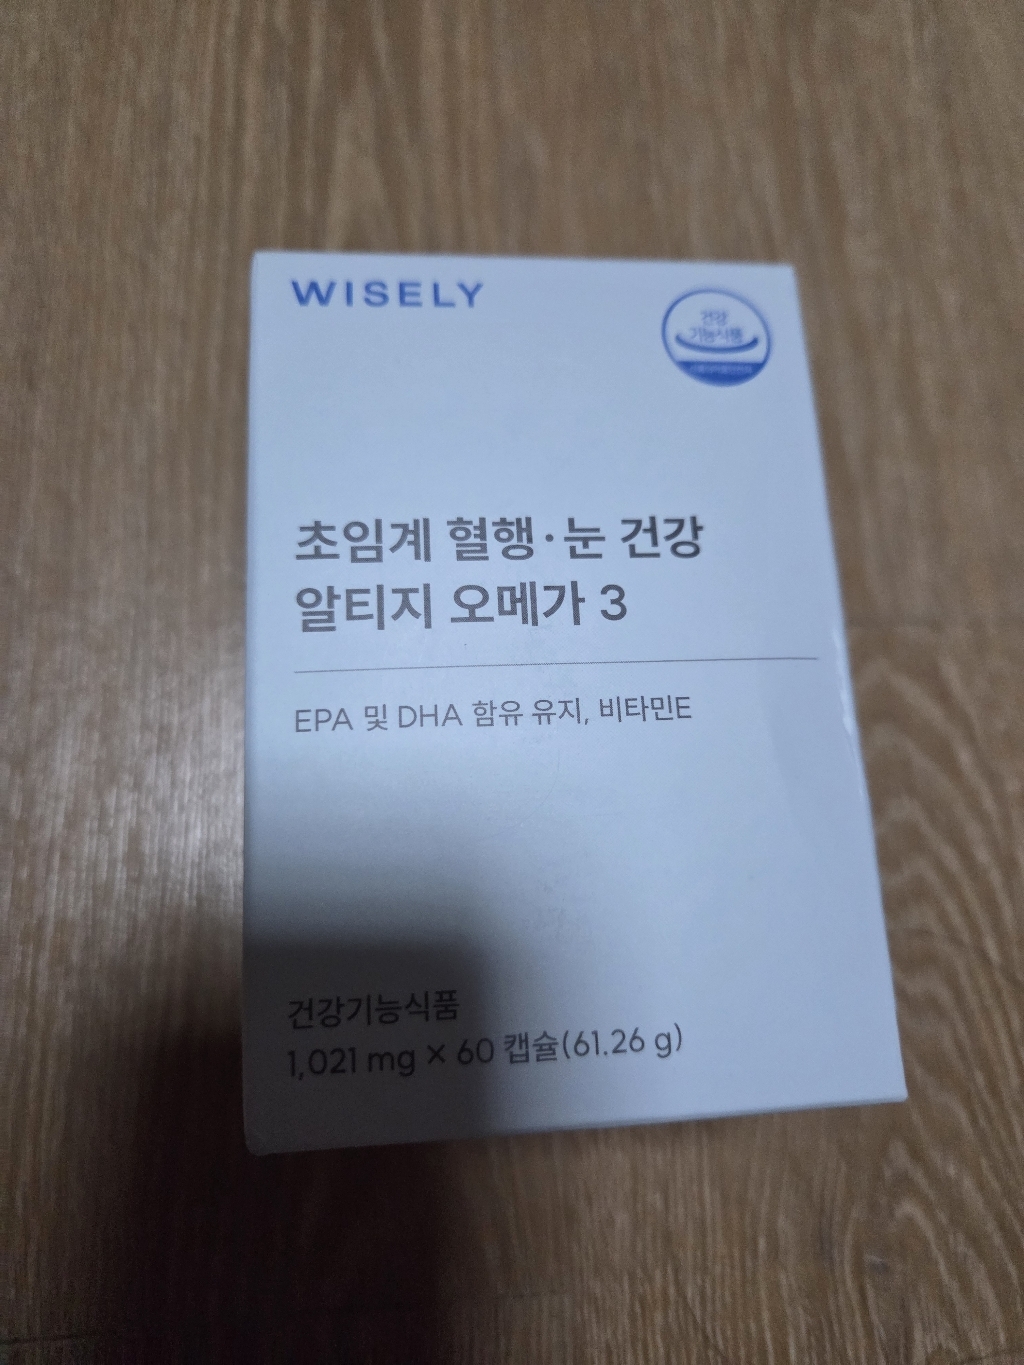 WISELY
건강
기능식품
초임계 혈행·눈 건강
알티지 오메가 3
EPA 및 DHA 함유 유지, 비타민E
건강기능식품
1,021 mg × 60 캡슐(61.26 g)